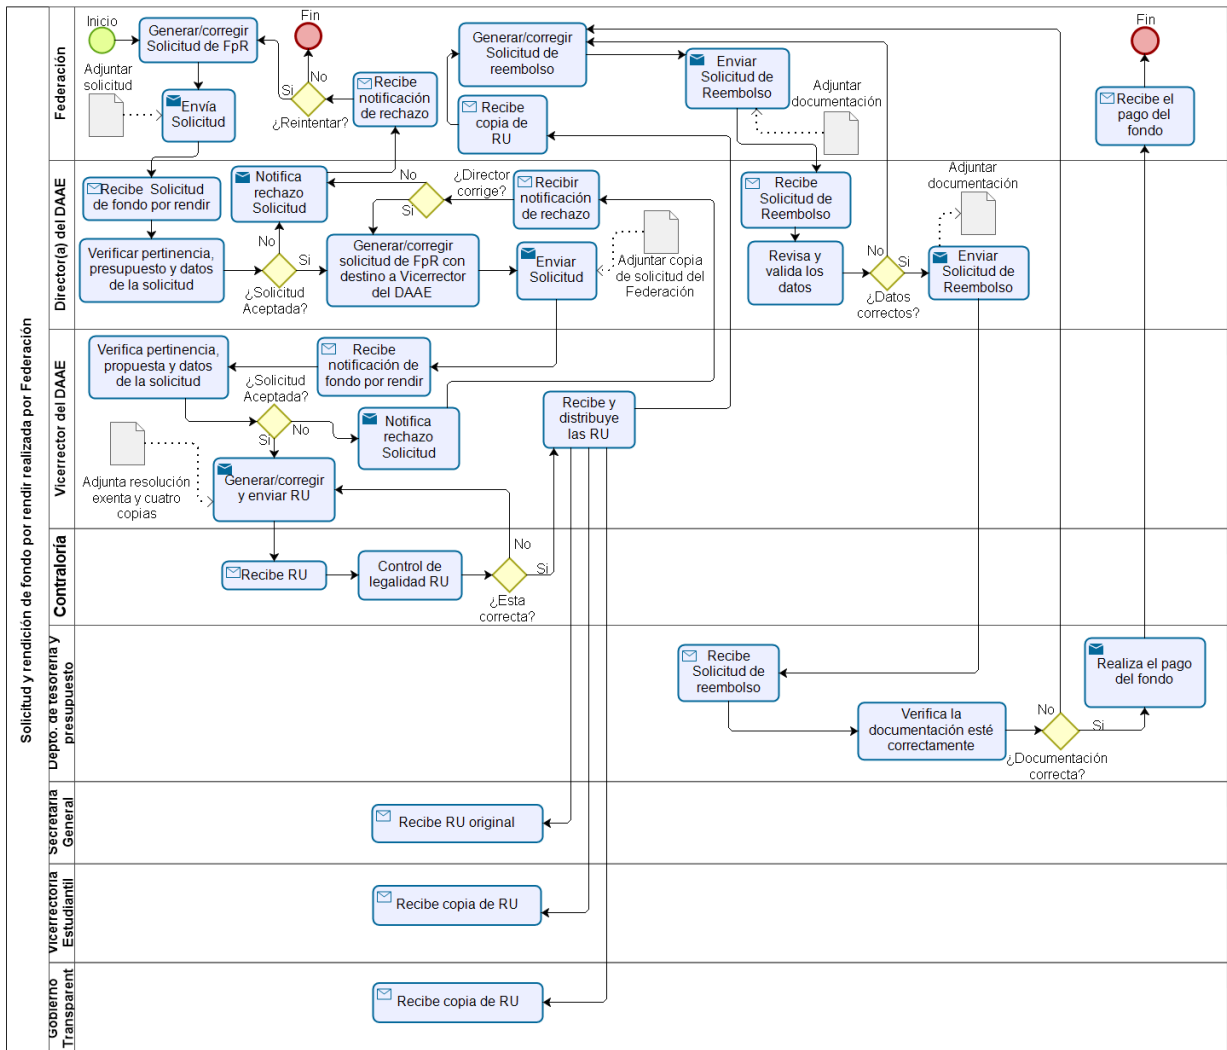 Solicitud y rendición de fondo por rendir realizada por Federación
Federación
Inicio
Generar/corregir
Solicitud de FpR
Fin
Adjuntar
solicitud
Envía
Solicitud
Si
No
¿Reintentar?
Recibe
notificación
de rechazo
Generar/corregir
Solicitud de
reembolso
Recibe
copia de
RU
Enviar
Solicitud de
Reembolso
Adjuntar
documentación
Fin
Recibe el
pago del
fondo
Director(a) del DAAE
Recibe Solicitud
de fondo por rendir
Verificar pertinencia,
presupuesto y datos
de la solicitud
Notifica
rechazo
Solicitud
No
Si
¿Solicitud
Aceptada?
No
Si
¿Director
corrige?
Generar/corregir
solicitud de FpR con
destino a Vicerrector
del DAAE
Recibir
notificación
de rechazo
Enviar
Solicitud
Adjuntar copia
de solicitud del
Federación
Recibe
Solicitud de
Reembolso
Revisa y
valida los
datos
No
Si
¿Datos
correctos?
Adjuntar
documentación
Enviar
Solicitud de
Reembolso
Vicerrector del DAAE
Verifica pertinencia,
propuesta y datos
de la solicitud
Recibe
notificación de
fondo por rendir
¿Solicitud
Aceptada?
Si
No
Notifica
rechazo
Solicitud
Adjunta resolución
exenta y cuatro
copias
Generar/corregir
y enviar RU
Recibe y
distribuye
las RU
Contraloría
Recibe RU
Control de
legalidad RU
No
Si
¿Esta
correcta?
Depto. de tesorería y
presupuesto
Recibe
Solicitud de
reembolso
Verifica la
documentación esté
correctamente
No
Si
¿Documentación
correcta?
Realiza el pago
del fondo
Secretaría
General
Recibe RU original
Vicerrectoría
Estudiantil
Recibe copia de RU
Gobierno
Transparent
Recibe copia de RU